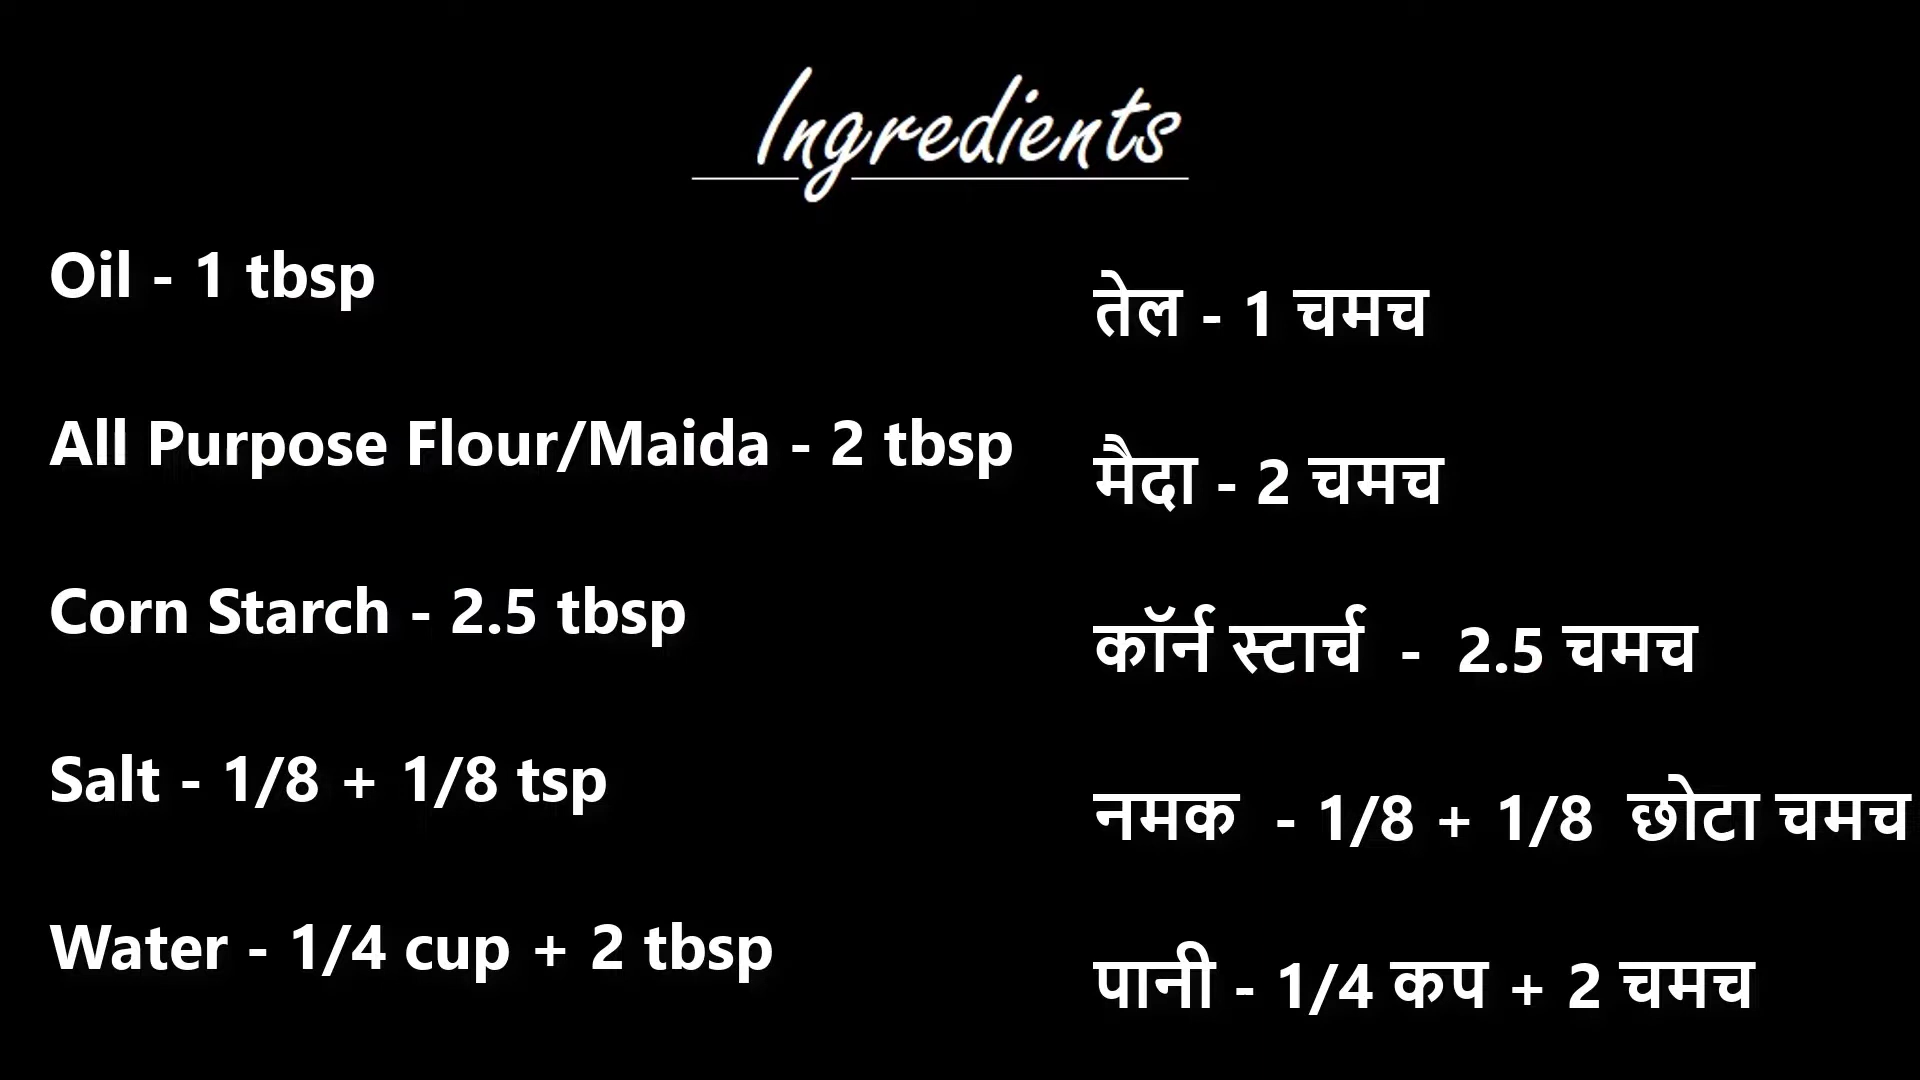 Ingredients
Oil - 1 tbsp
All Purpose Flour/Maida - 2 tbsp
Corn Starch - 2.5 tbsp
Salt - 1/8 + 1/8 tsp
Water - 1/4 cup + 2 tbsp
तेल - 1 चमच
मैदा - 2 चमच
कॉर्न स्टार्च - 2.5 चमच
नमक - 1/8 + 1/8 छोटा चमच
पानी - 1/4 कप + 2 चमच